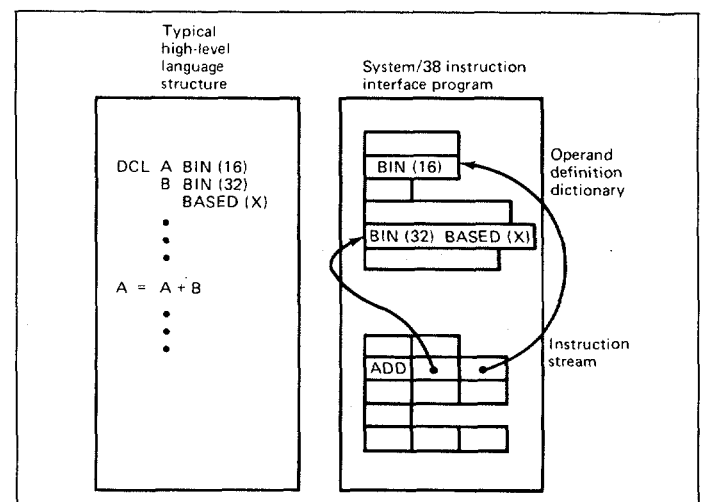 Typical
high-level
language
structure
System/38 instruction
interface program
DCL A BIN (16)
B BIN (32)
BASED (X)
A = A + B
BIN (16)
BIN (32) BASED (X)
Operand
definition
dictionary
ADD
Instruction
stream